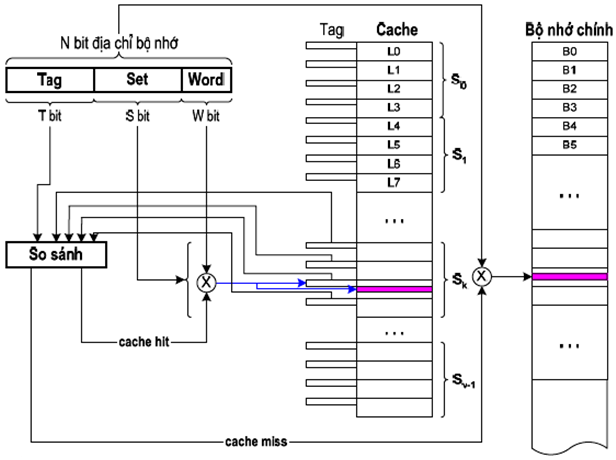 N bit địa chỉ bộ nhớ
Tag Set Word
T bit S bit W bit
So sánh
cache hit
cache miss
X
Tag Cache
L0
L1
L2
L3
S₀
L4
L5
L6
L7
S₁
...
Sₖ
...
Sᵥ₋₁
X
Bộ nhớ chính
B0
B1
B2
B3
B4
B5
...
...